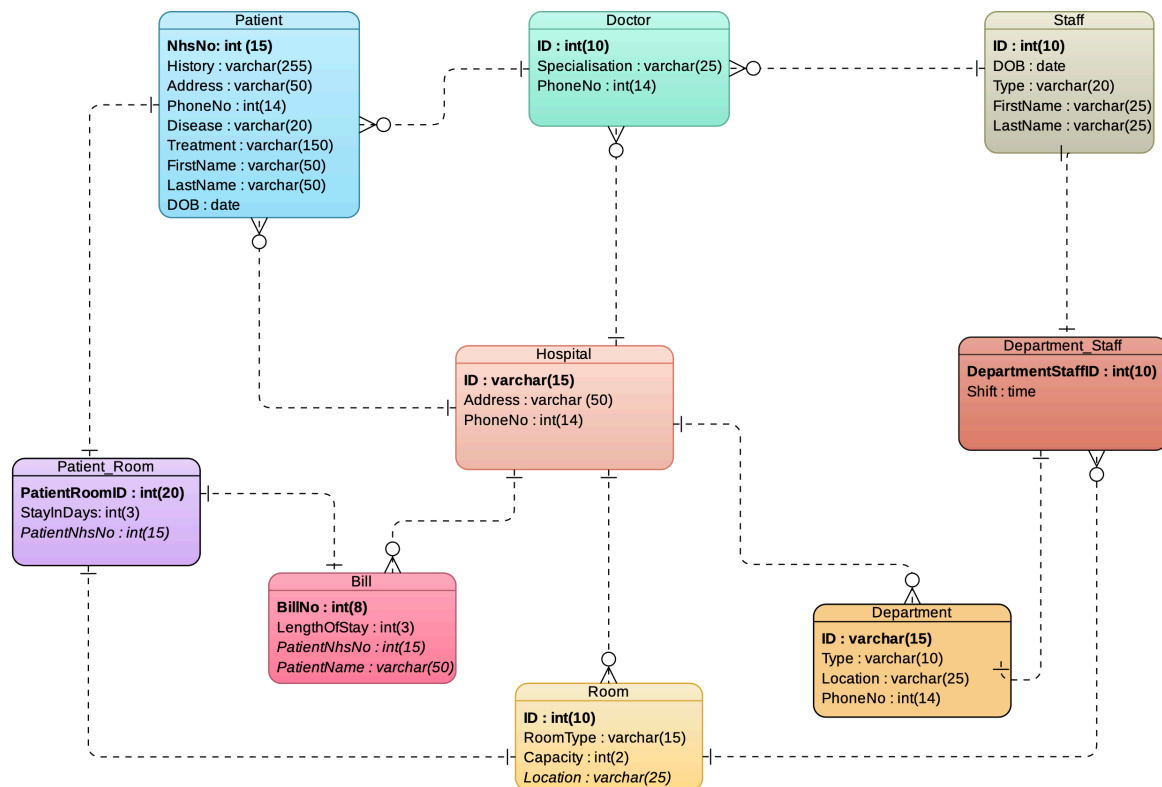 Patient
NhsNo: int (15)
History : varchar(255)
Address : varchar(50)
PhoneNo : int(14)
Disease : varchar(20)
Treatment : varchar(150)
FirstName : varchar(50)
LastName : varchar(50)
DOB : date
Doctor
ID : int(10)
Specialisation : varchar(25)
PhoneNo : int(14)
Staff
ID : int(10)
DOB : date
Type : varchar(20)
FirstName : varchar(25)
LastName : varchar(25)
Hospital
ID : varchar(15)
Address : varchar (50)
PhoneNo : int(14)
Department_Staff
DepartmentStaffID : int(10)
Shift : time
Patient_Room
PatientRoomID : int(20)
StayInDays: int(3)
PatientNhsNo : int(15)
Bill
BillNo : int(8)
LengthOfStay : int(3)
PatientNhsNo : int(15)
PatientName : varchar(50)
Department
ID : varchar(15)
Type : varchar(10)
Location : varchar(25)
PhoneNo : int(14)
Room
ID : int(10)
RoomType : varchar(15)
Capacity : int(2)
Location : varchar(25)